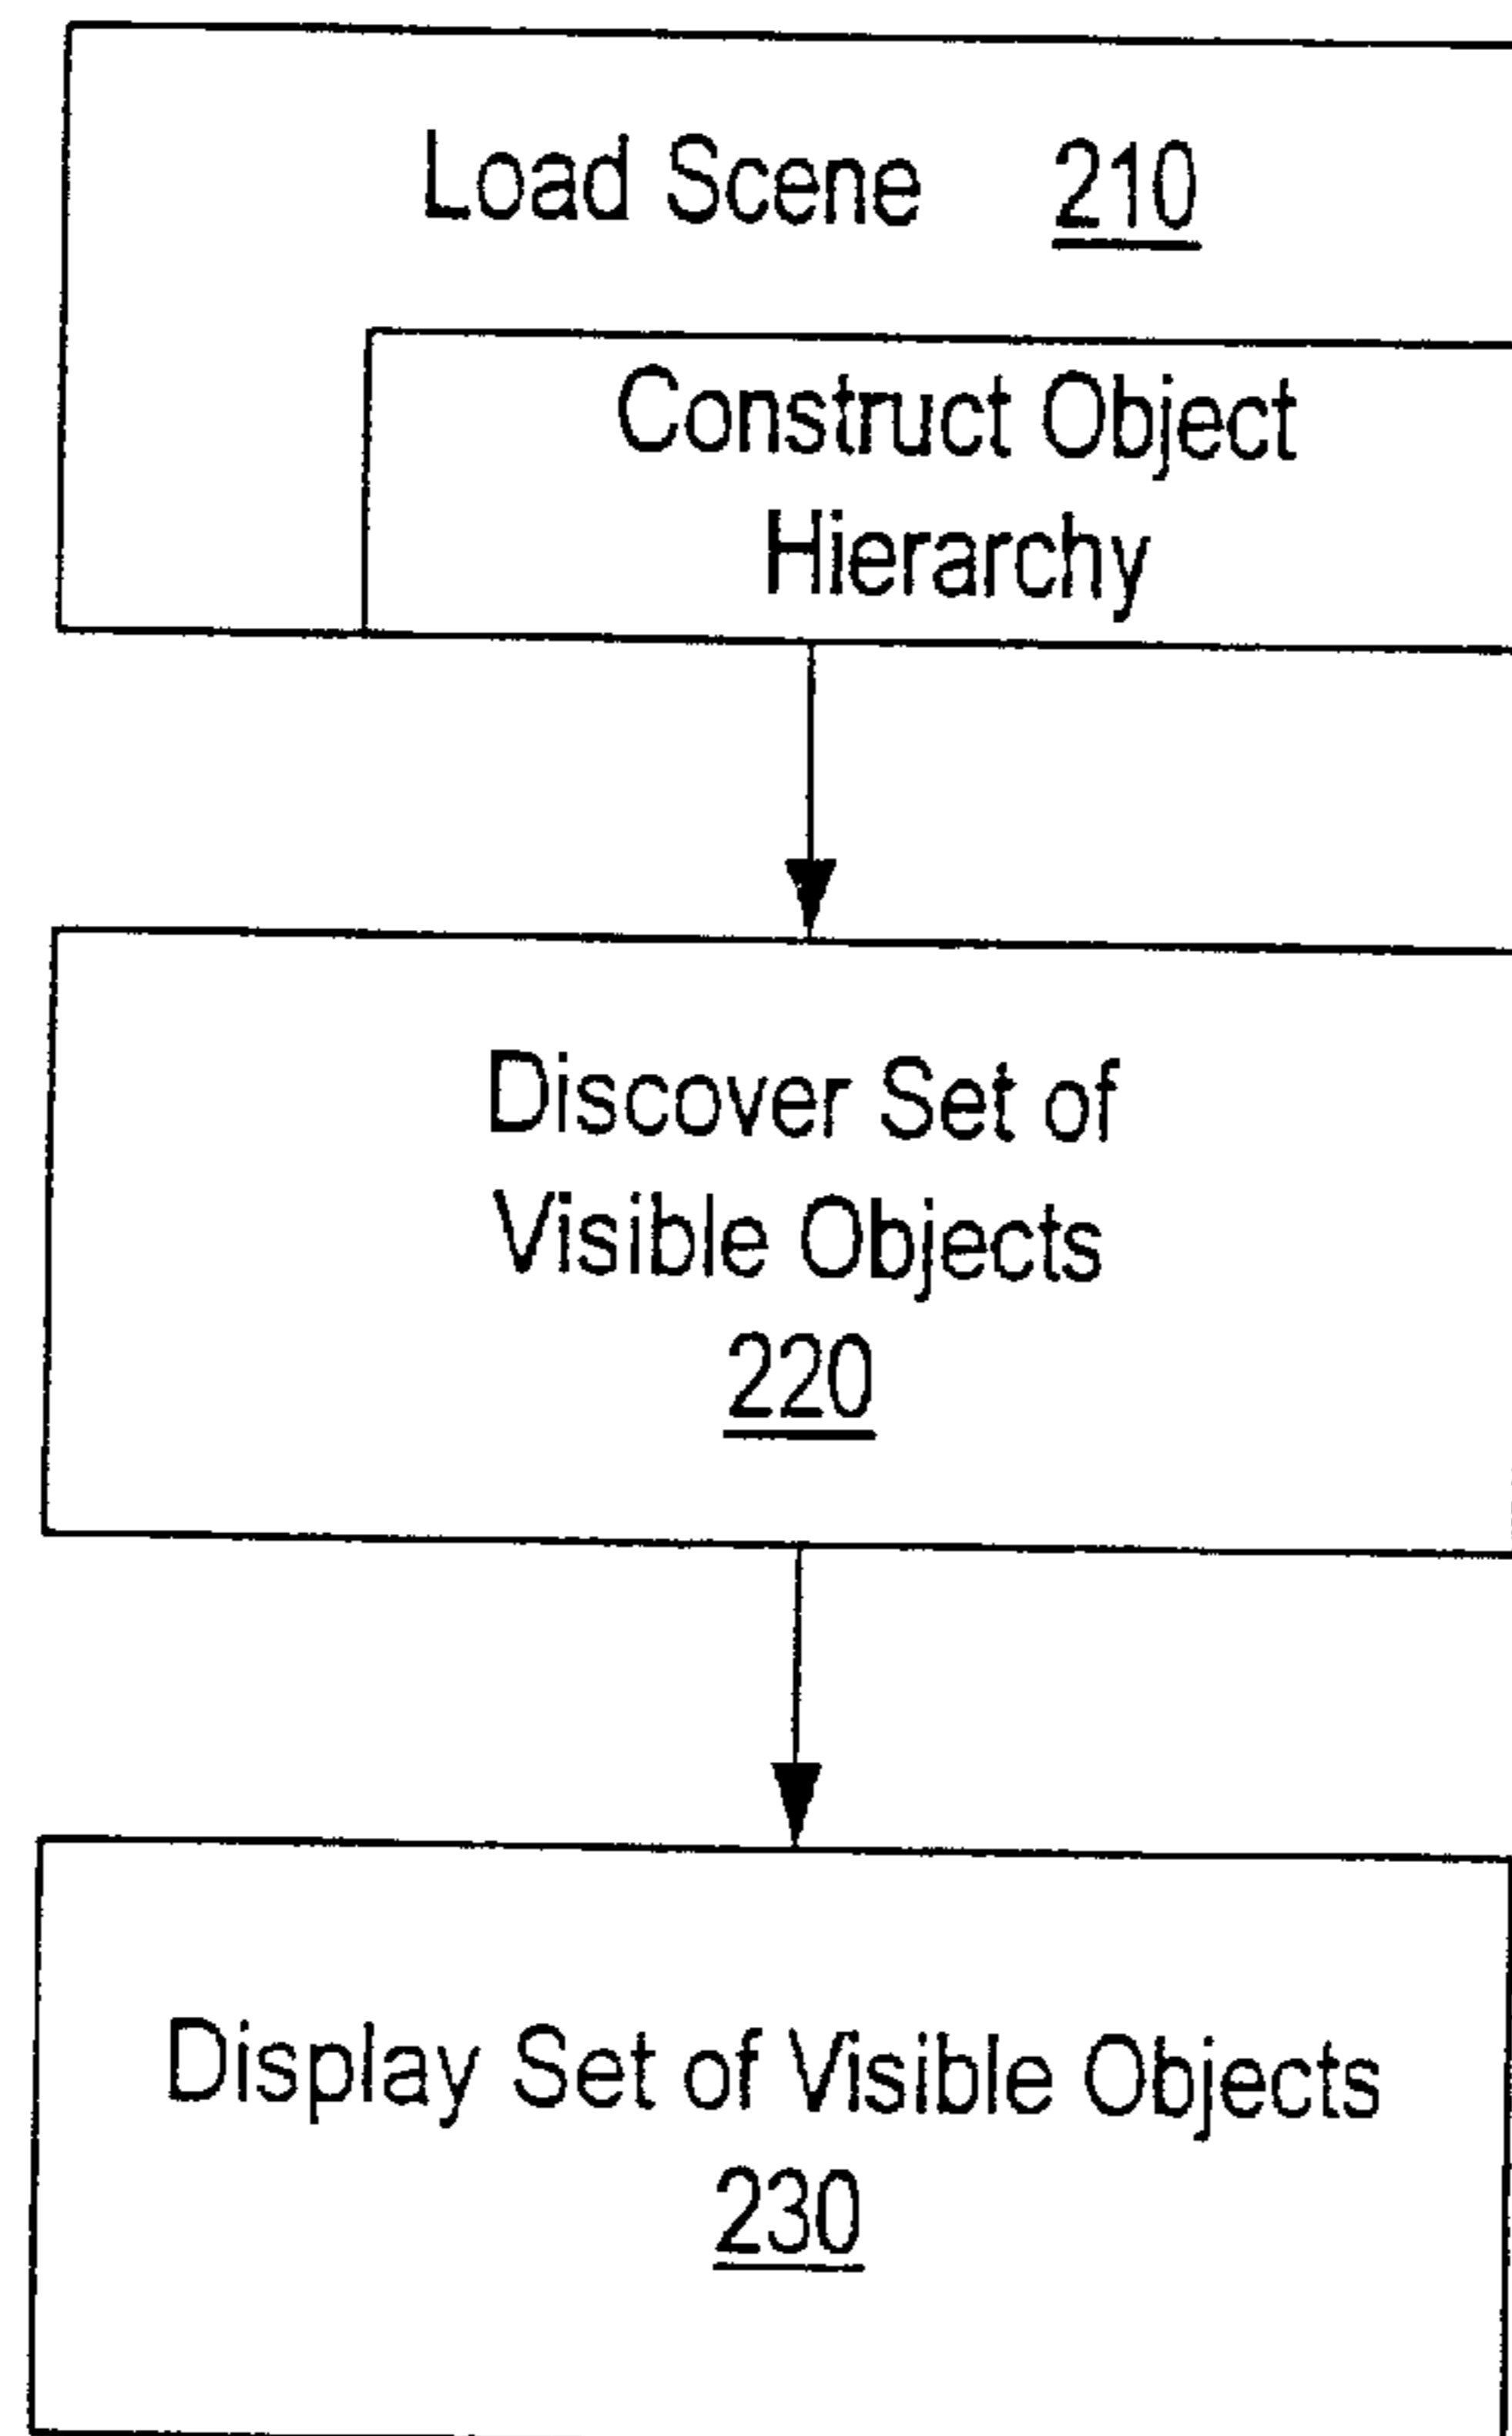 Load Scene 210
Construct Object
Hierarchy
Discover Set of
Visible Objects
220
Display Set of Visible Objects
230